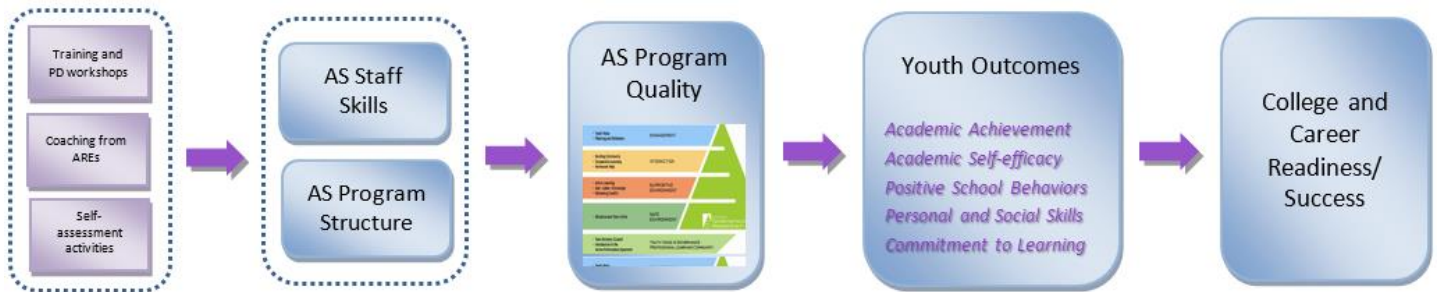 Training and
PD workshops
Coaching from
AREs
Self-
assessment
activities
AS Staff
Skills
AS Program
Structure
AS Program
Quality
ENGAGEMENT
INTERACTION
SUPPORTIVE
ENVIRONMENT
SAFE
ENVIRONMENT
Youth Outcomes
Academic Achievement
Academic Self-efficacy
Positive School Behaviors
Personal and Social Skills
Commitment to Learning
College and
Career
Readiness/
Success